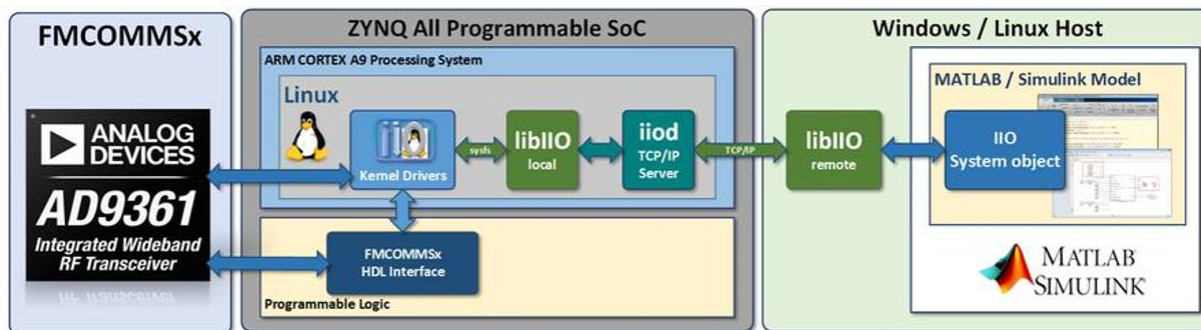 FMCOMMSx
ANALOG
DEVICES
AD9361
Integrated Wideband
RF Transceiver
ZYNQ All Programmable SoC
ARM CORTEX A9 Processing System
Linux
iio
Kernel Drivers
sysfs
libIIO
local
iiod
TCP/IP
Server
TCP/IP
FMCOMMSx
HDL Interface
Programmable Logic
Windows / Linux Host
libIIO
remote
MATLAB / Simulink Model
IIO
System object
MATLAB
SIMULINK